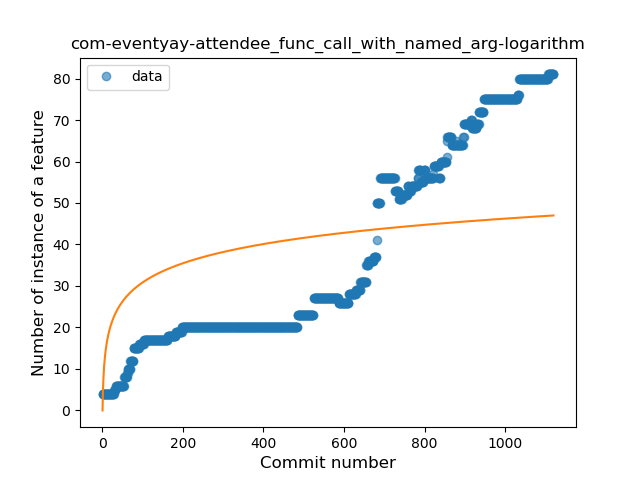 com-eventyay-attendee_func_call_with_named_arg-logarithm
data
Number of instance of a feature
80
70
60
50
40
30
20
10
0
0 200 400 600 800 1000
Commit number